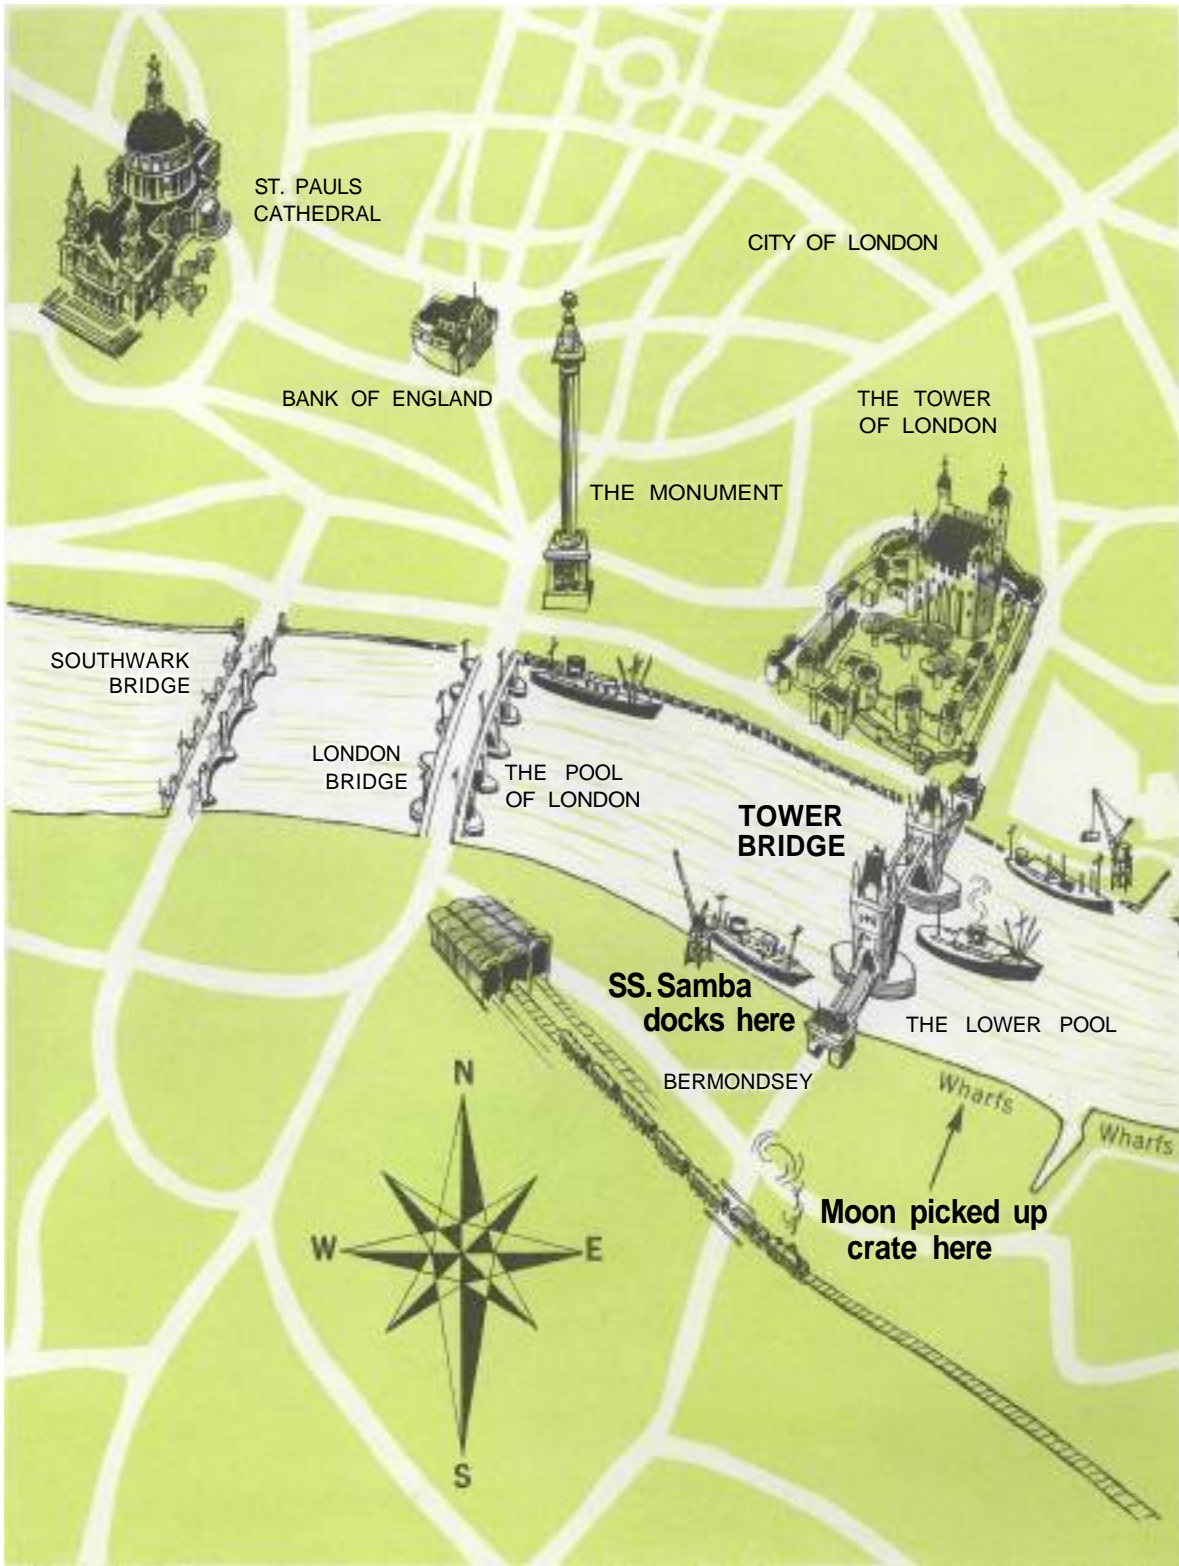 ST. PAULS
CATHEDRAL
CITY OF LONDON
BANK OF ENGLAND
THE TOWER
OF LONDON
THE MONUMENT
SOUTHWARK
BRIDGE
LONDON
BRIDGE
THE POOL
OF LONDON
TOWER
BRIDGE
SS. Samba
docks here
THE LOWER POOL
BERMONDSEY
Wharfs
Wharfs
Moon picked up
crate here
N
W
E
S